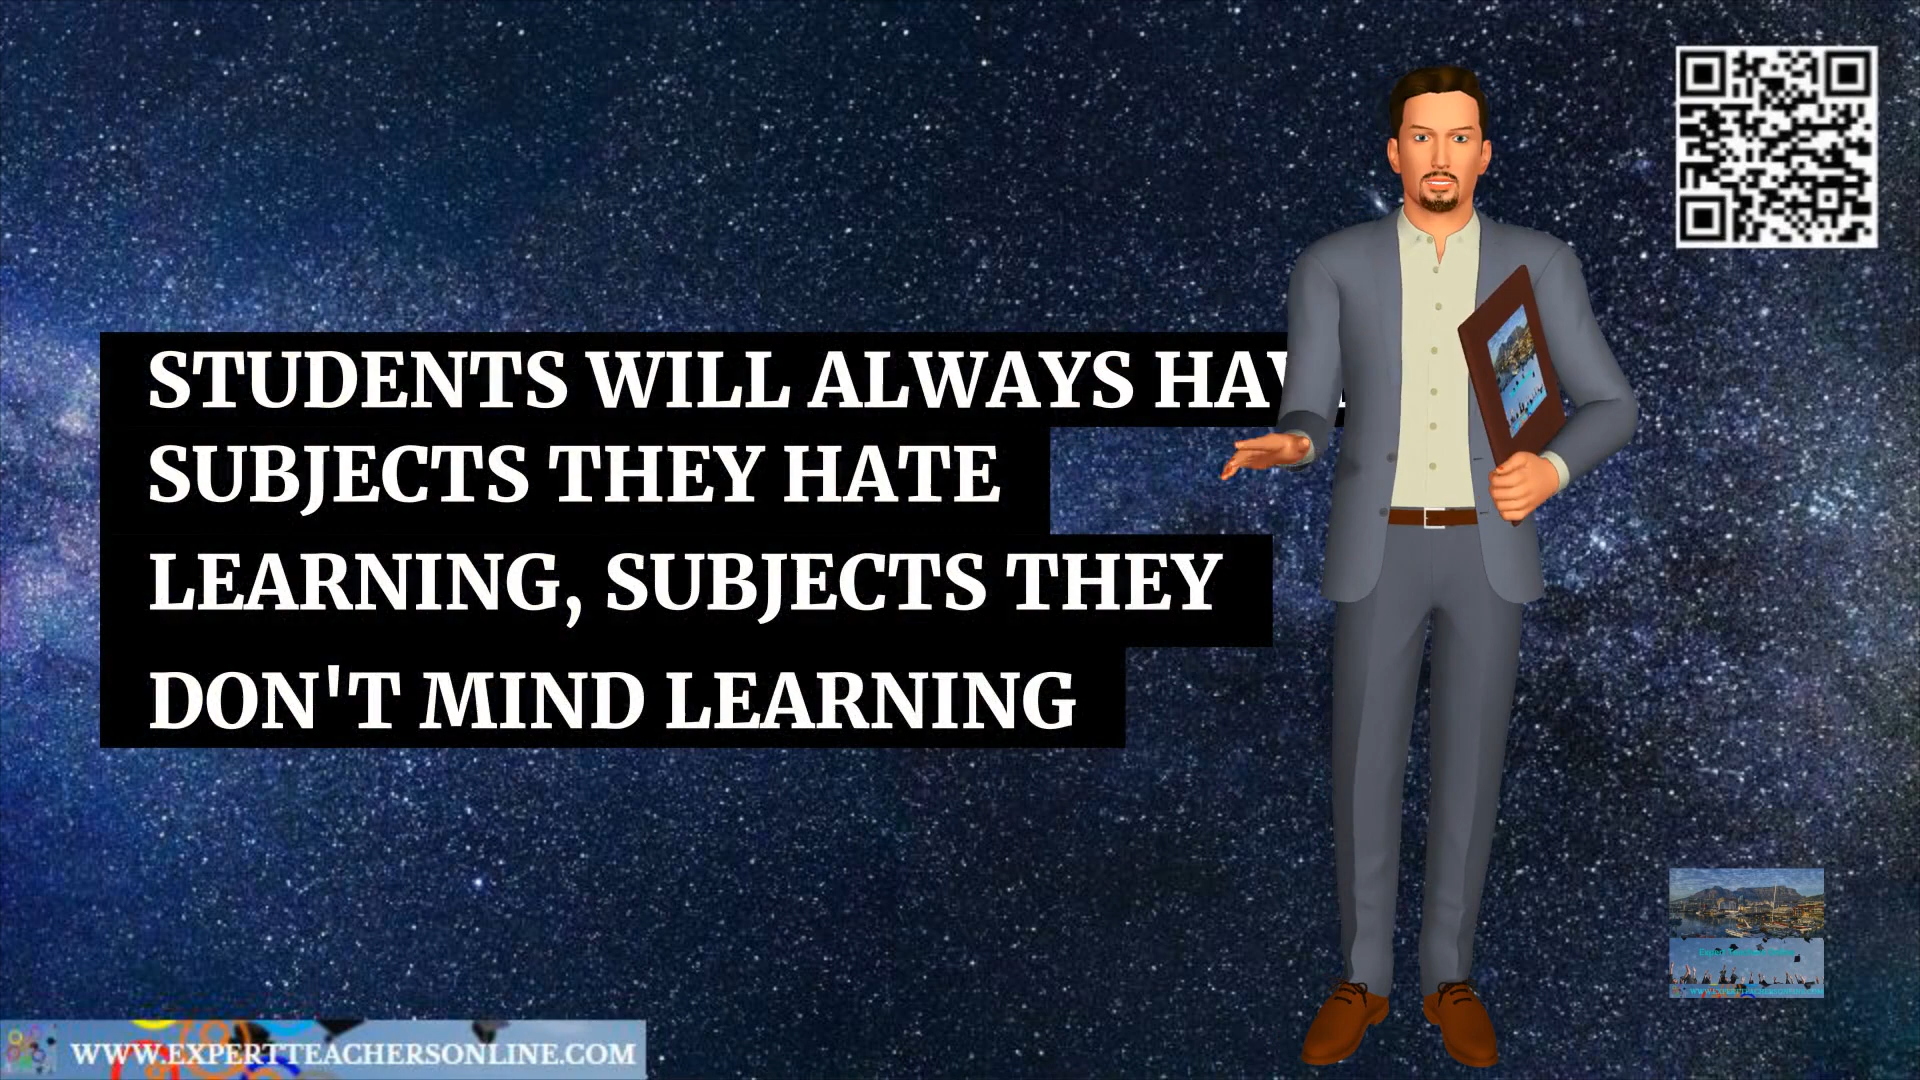 STUDENTS WILL ALWAYS HAV
SUBJECTS THEY HATE
LEARNING, SUBJECTS THEY
DON'T MIND LEARNING
WWW.EXPERTTEACHERSONLINE.COM